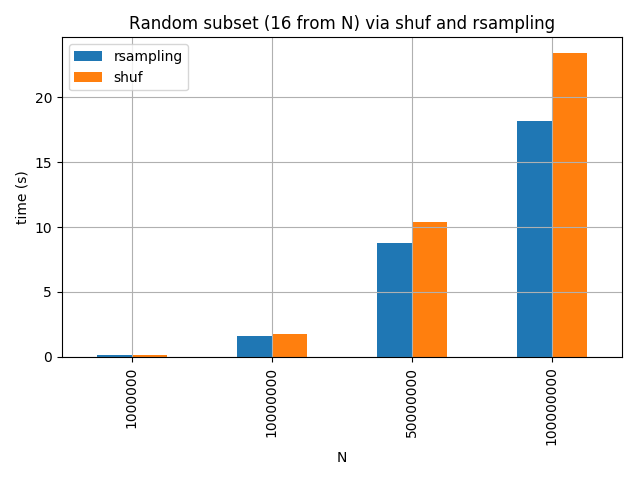 Random subset (16 from N) via shuf and rsampling
rsampling
shuf
time (s)
20
15
10
5
0
1000000
10000000
50000000
100000000
N